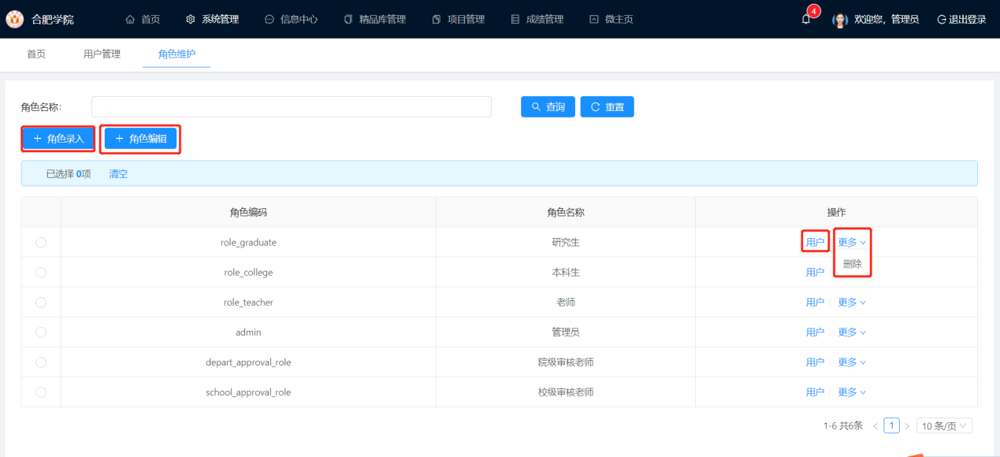 合肥学院 首页 系统管理 信息中心 精品库管理 项目管理 成绩管理 微主页 4 欢迎您，管理员 退出登录
首页 用户管理 角色维护
角色名称: 查询 重置
角色录入 角色编辑
已选择 0项 清空
角色编码 角色名称 操作
role_graduate 研究生 用户 更多
删除
role_college 本科生 用户
role_teacher 老师 用户 更多
admin 管理员 用户 更多
depart_approval_role 院级审核老师 用户 更多
school_approval_role 校级审核老师 用户 更多
1-6 共6条 < 1 > 10 条/页